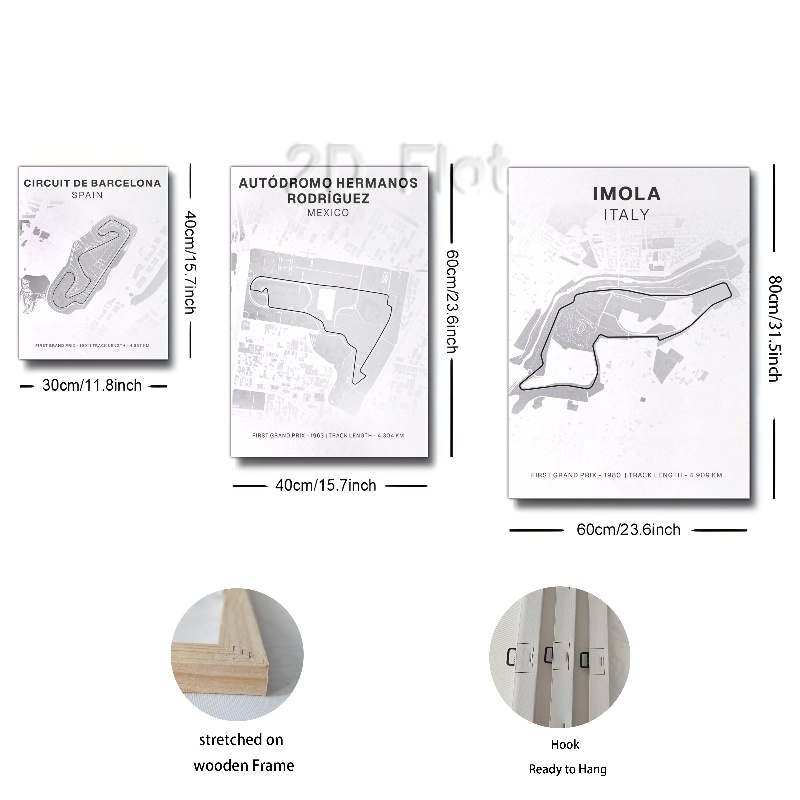 2D Flat
CIRCUIT DE BARCELONA
SPAIN
FIRST GRAND PRIX - 1991 | TRACK LENGTH - 4.657 KM
40cm/15.7inch
30cm/11.8inch
AUTÓDROMO HERMANOS
RODRÍGUEZ
MEXICO
FIRST GRAND PRIX - 1963 | TRACK LENGTH - 4.304 KM
60cm/23.6inch
40cm/15.7inch
IMOLA
ITALY
FIRST GRAND PRIX - 1980 | TRACK LENGTH - 4.909 KM
80cm/31.5inch
60cm/23.6inch
stretched on
wooden Frame
Hook
Ready to Hang